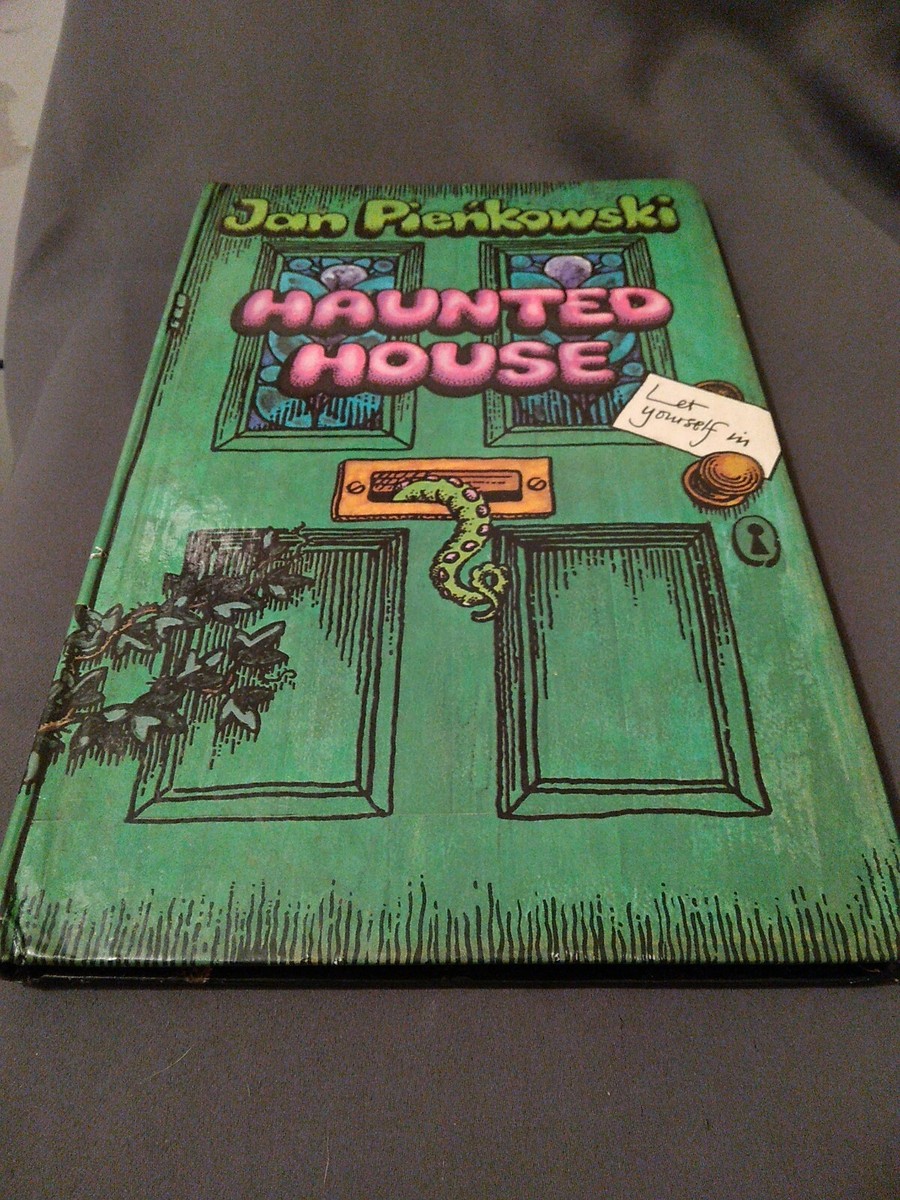 Jan Pieńkowski
HAUNTED
HOUSE
Let
yourself in